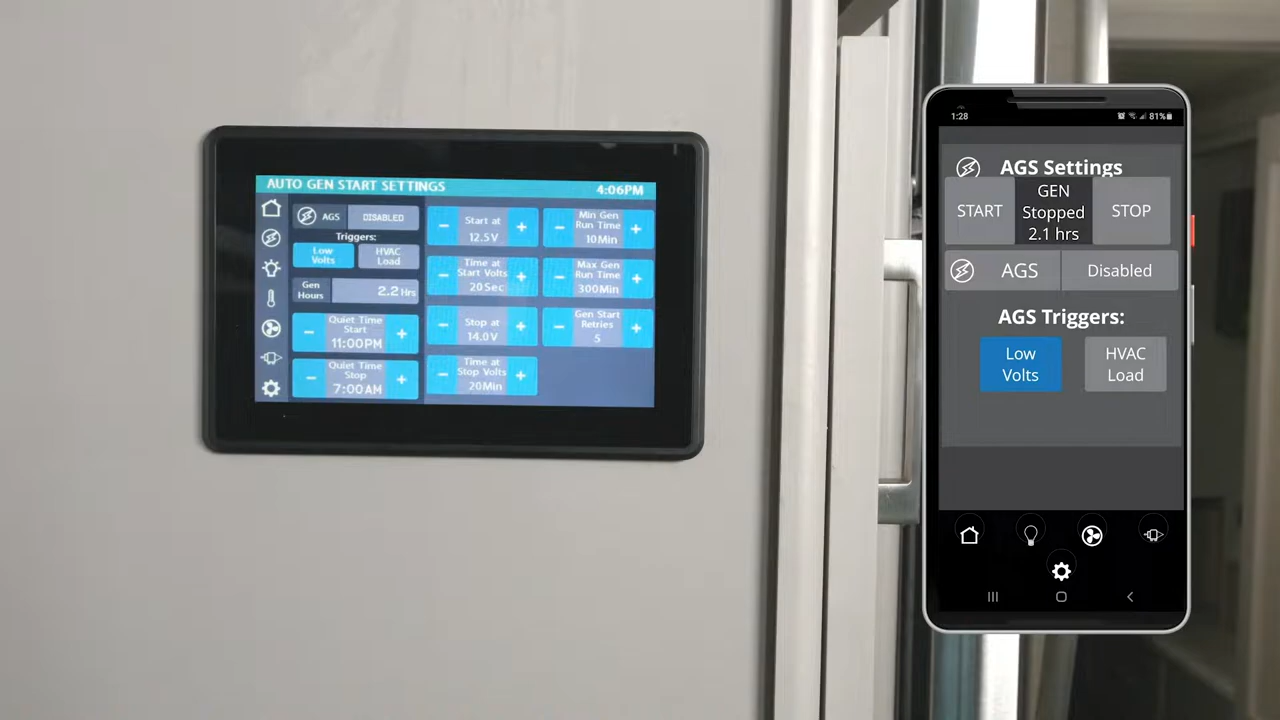 AUTO GEN START SETTINGS
4:06PM
AGS
DISABLED
Triggers:
Low
Volts
HVAC
Load
Gen
Hours
2.2 Hrs
Quiet Time
Start
11:00PM
Quiet Time
Stop
7:00AM
Start at
12.5V
Time at
Start Volts
20Sec
Stop at
14.0V
Time at
Stop Volts
20Min
Min Gen
Run Time
10Min
Max Gen
Run Time
300Min
Gen Start
Retries
5
1:28
81%
AGS Settings
START
GEN
Stopped
2.1 hrs
STOP
AGS
Disabled
AGS Triggers:
Low
Volts
HVAC
Load